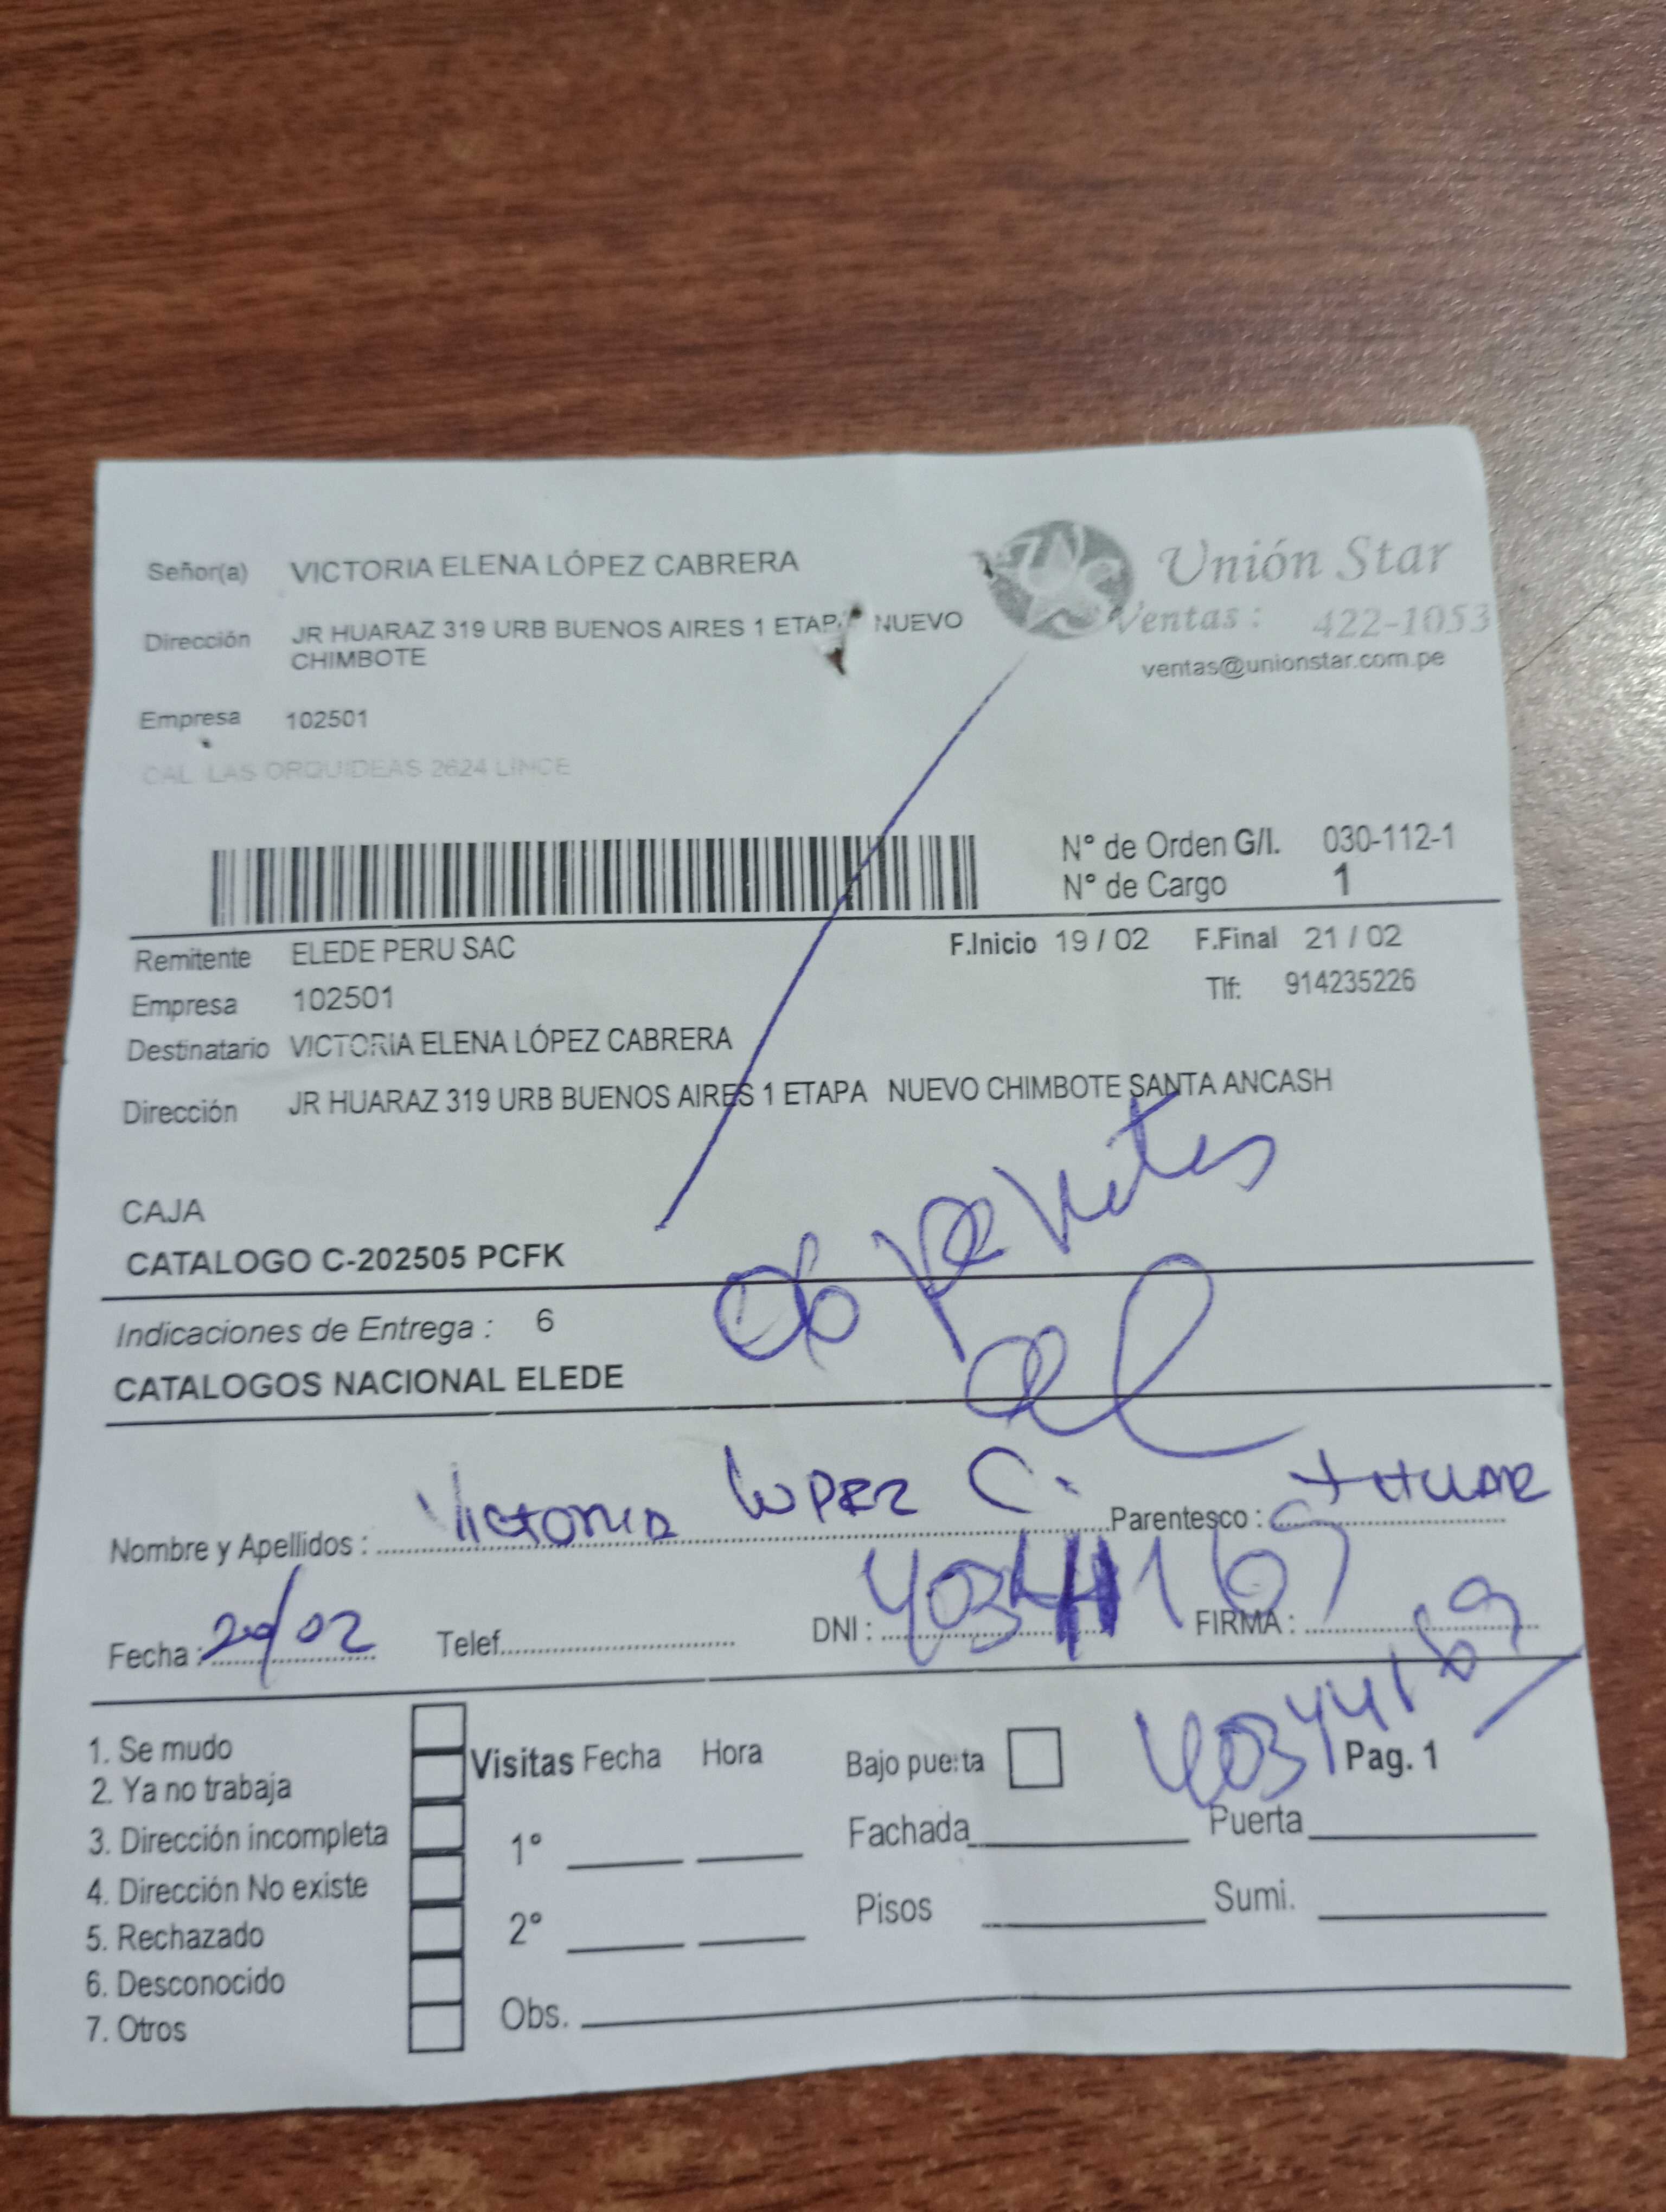 Señor(a) VICTORIA ELENA LÓPEZ CABRERA
Unión Star
Dirección JR HUARAZ 319 URB BUENOS AIRES 1 ETAPA NUEVO
CHIMBOTE
Ventas : 422-1053
ventas@unionstar.com.pe
Empresa 102501
CAL LAS ORQUIDEAS 2624 LINCE
N° de Orden G/I. 030-112-1
N° de Cargo 1
Remitente ELEDE PERU SAC F.Inicio 19 / 02 F.Final 21 / 02
Empresa 102501 Tlf: 914235226
Destinatario VICTORIA ELENA LÓPEZ CABRERA
Dirección JR HUARAZ 319 URB BUENOS AIRES 1 ETAPA NUEVO CHIMBOTE SANTA ANCASH
CAJA
CATALOGO C-202505 PCFK
Indicaciones de Entrega : 6
CATALOGOS NACIONAL ELEDE
Nombre y Apellidos : Victoria Lopez C. Parentesco : titular
Fecha : 20/02 Telef. DNI : 40344169 FIRMA :
40344169
1. Se mudo
2. Ya no trabaja
3. Dirección incompleta
4. Dirección No existe
5. Rechazado
6. Desconocido
7. Otros
Visitas Fecha Hora
1°
2°
Obs.
Bajo puerta Pag. 1
Fachada Puerta
Pisos Sumi.